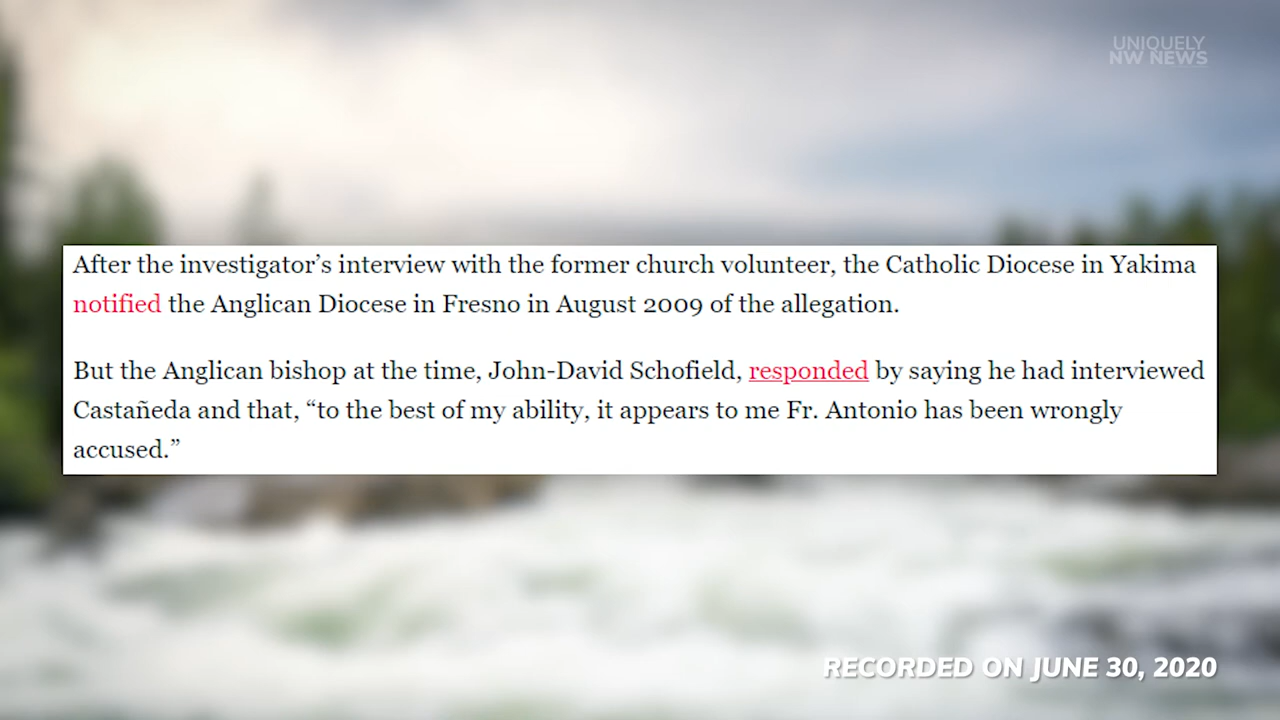 UNIQUELY
NW NEWS
After the investigator’s interview with the former church volunteer, the Catholic Diocese in Yakima
notified the Anglican Diocese in Fresno in August 2009 of the allegation.
But the Anglican bishop at the time, John-David Schofield, responded by saying he had interviewed
Castañeda and that, “to the best of my ability, it appears to me Fr. Antonio has been wrongly
accused.”
RECORDED ON JUNE 30, 2020